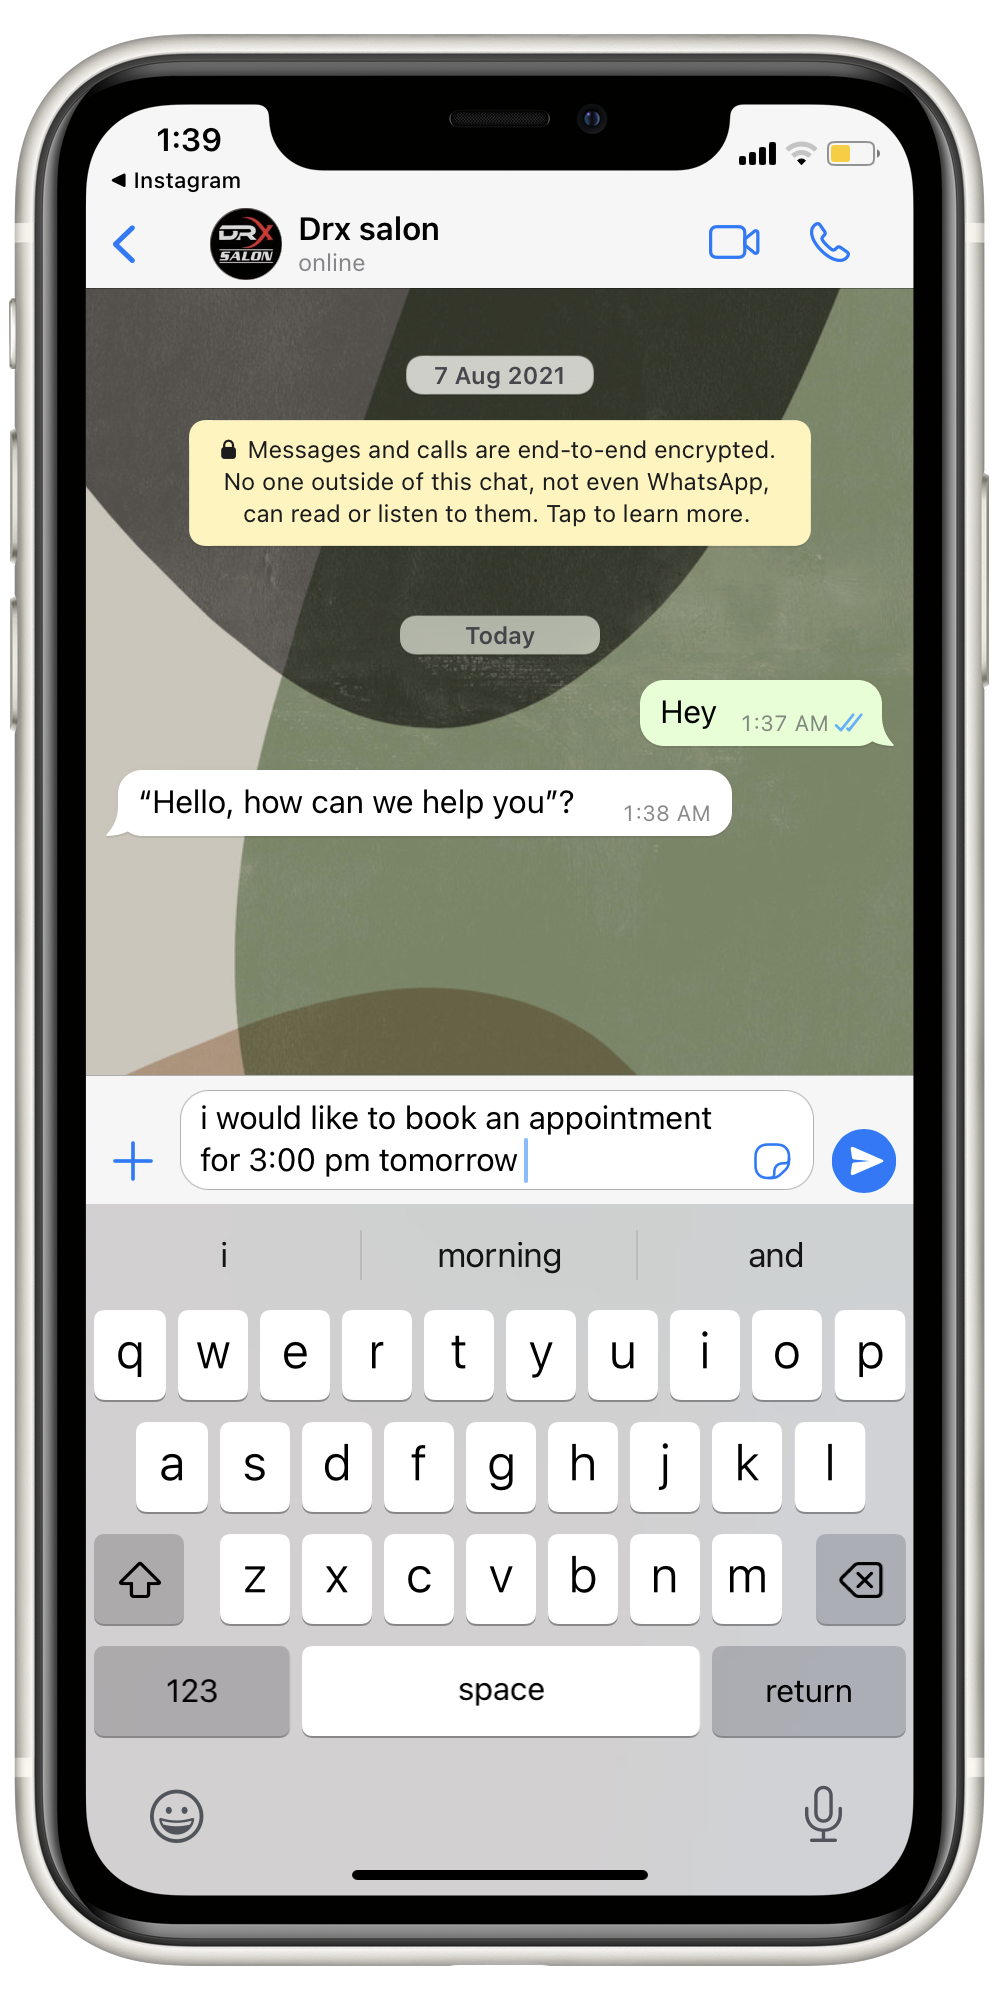 1:39
◀ Instagram
DRX
SALON
Drx salon
online
7 Aug 2021
Messages and calls are end-to-end encrypted.
No one outside of this chat, not even WhatsApp,
can read or listen to them. Tap to learn more.
Today
Hey 1:37 AM
“Hello, how can we help you”? 1:38 AM
i would like to book an appointment
for 3:00 pm tomorrow
i morning and
q w e r t y u i o p
a s d f g h j k l
z x c v b n m
123 space return